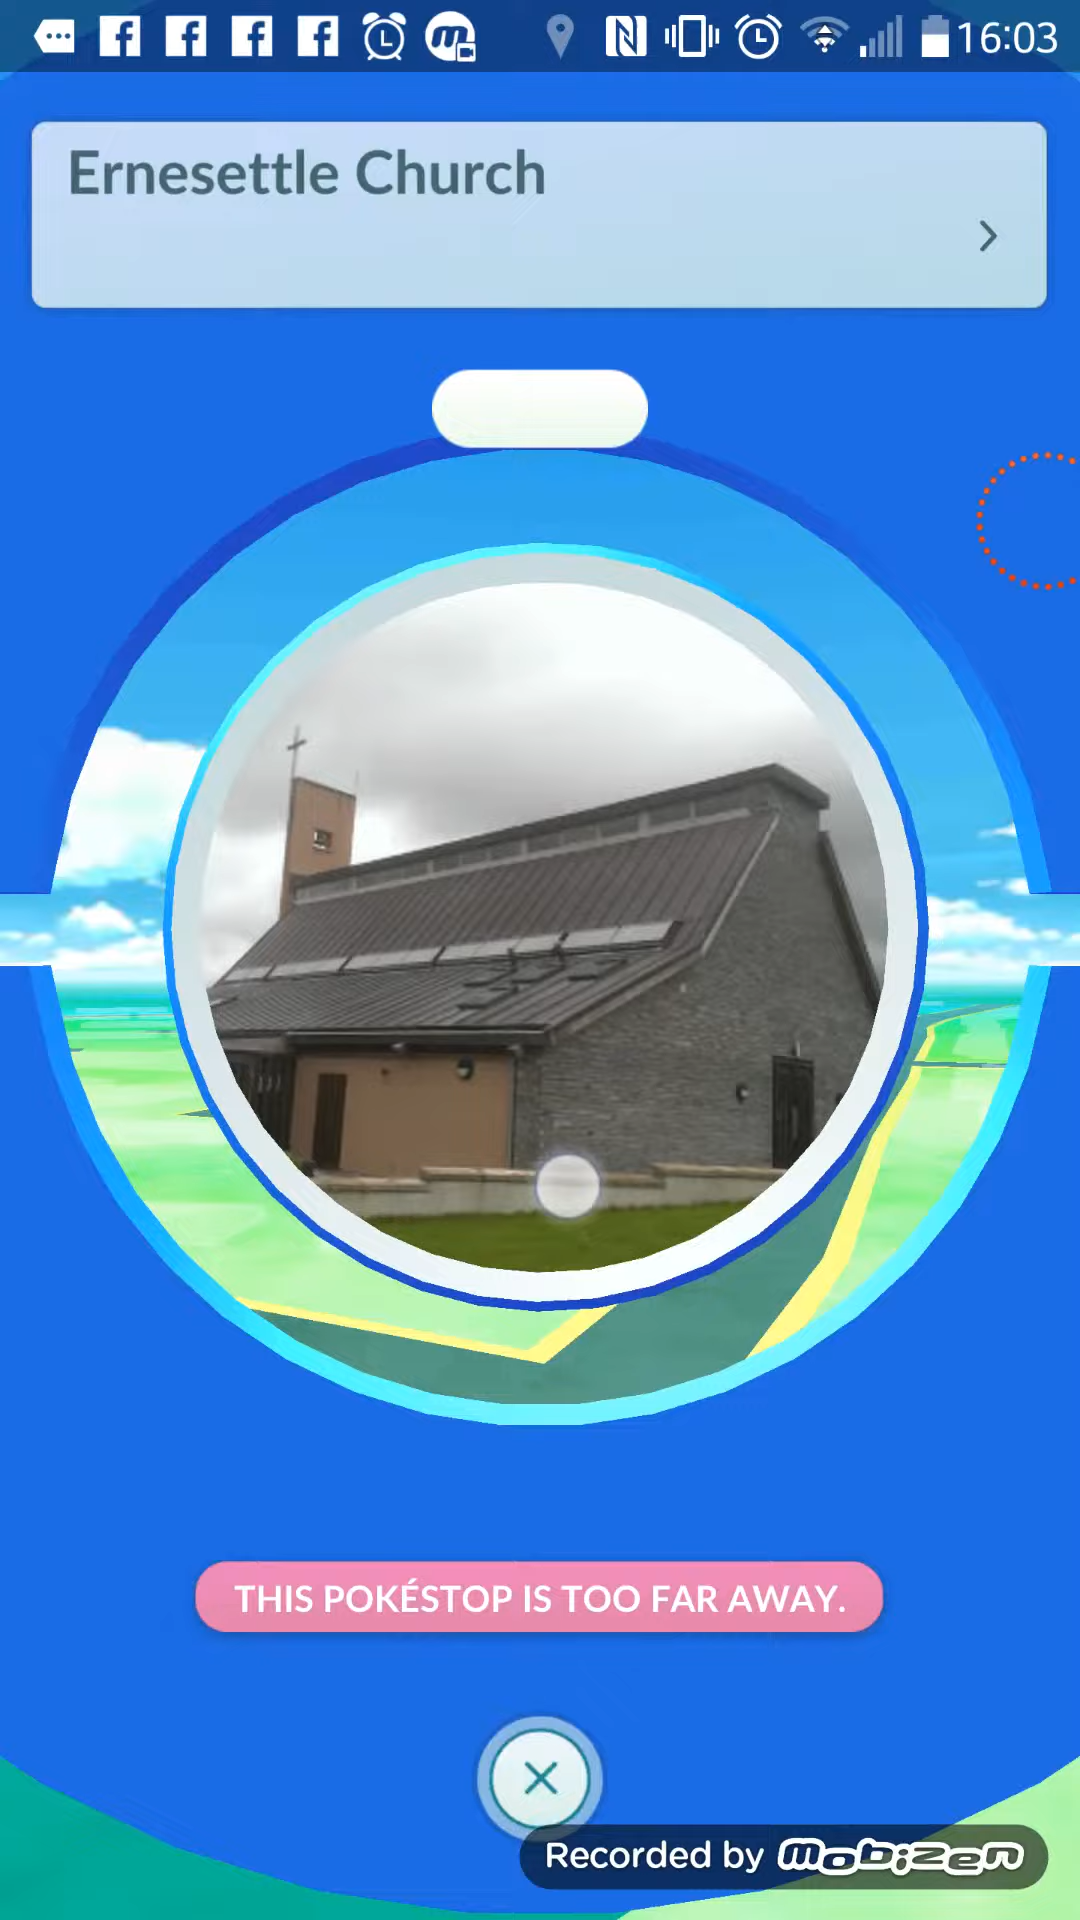 16:03
Ernesettle Church
THIS POKÉSTOP IS TOO FAR AWAY.
Recorded by mobizen